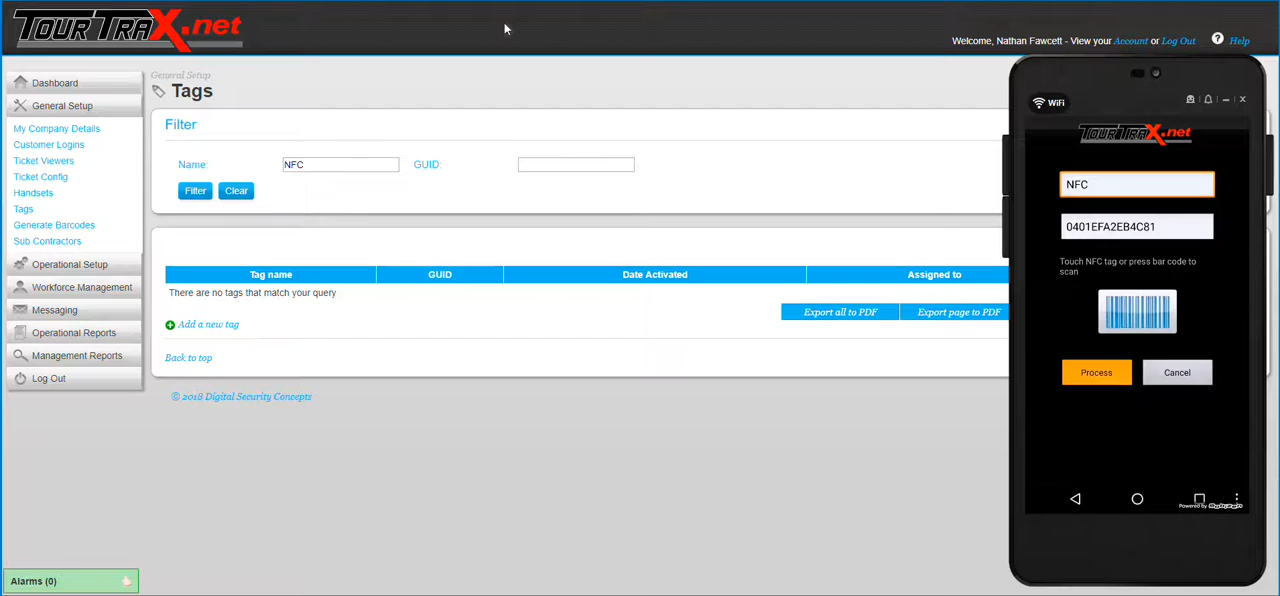 TOURTRAX.net
Welcome, Nathan Fawcett - View your Account or Log Out ? Help
Dashboard
General Setup
My Company Details
Customer Logins
Ticket Viewers
Ticket Config
Handsets
Tags
Generate Barcodes
Sub Contractors
Operational Setup
Workforce Management
Messaging
Operational Reports
Management Reports
Log Out
Alarms (0)
General Setup
Tags
Filter
Name: NFC GUID:
Filter Clear
Tag name GUID Date Activated Assigned to
There are no tags that match your query
Export all to PDF Export page to PDF
Add a new tag
Back to top
© 2018 Digital Security Concepts
WiFi
TOURTRAX.net
NFC
0401EFA2EB4C81
Touch NFC tag or press bar code to
scan
Process Cancel
Powered by